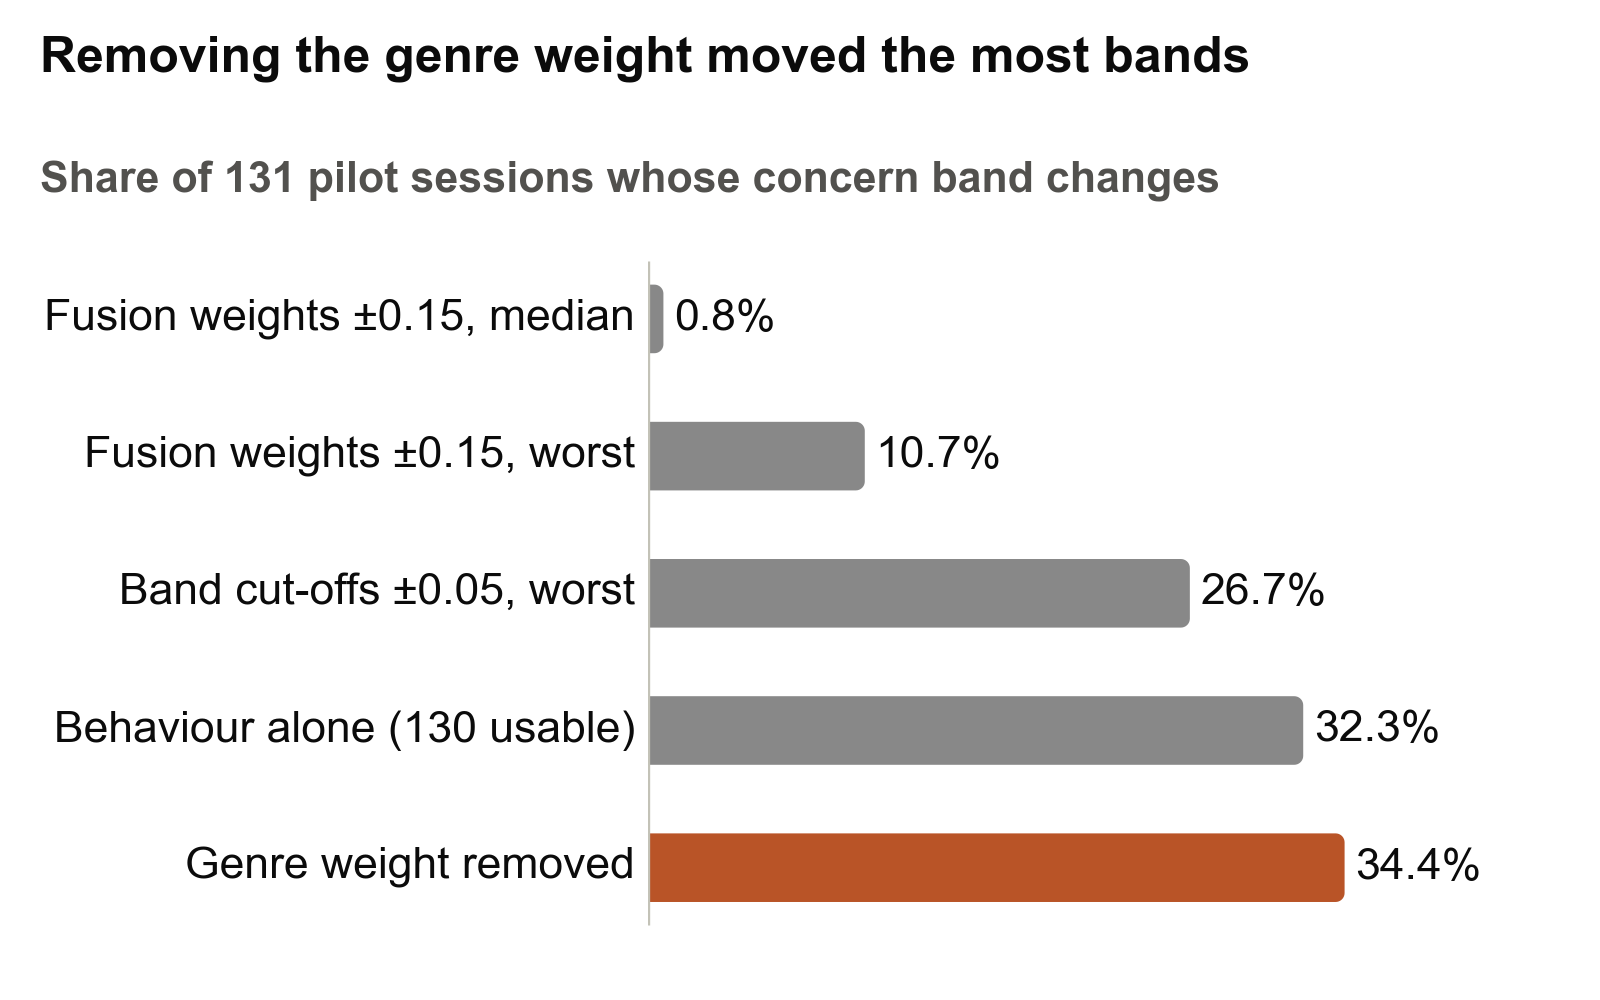 Removing the genre weight moved the most bands
Share of 131 pilot sessions whose concern band changes
Fusion weights ±0.15, median 0.8%
Fusion weights ±0.15, worst 10.7%
Band cut-offs ±0.05, worst 26.7%
Behaviour alone (130 usable) 32.3%
Genre weight removed 34.4%